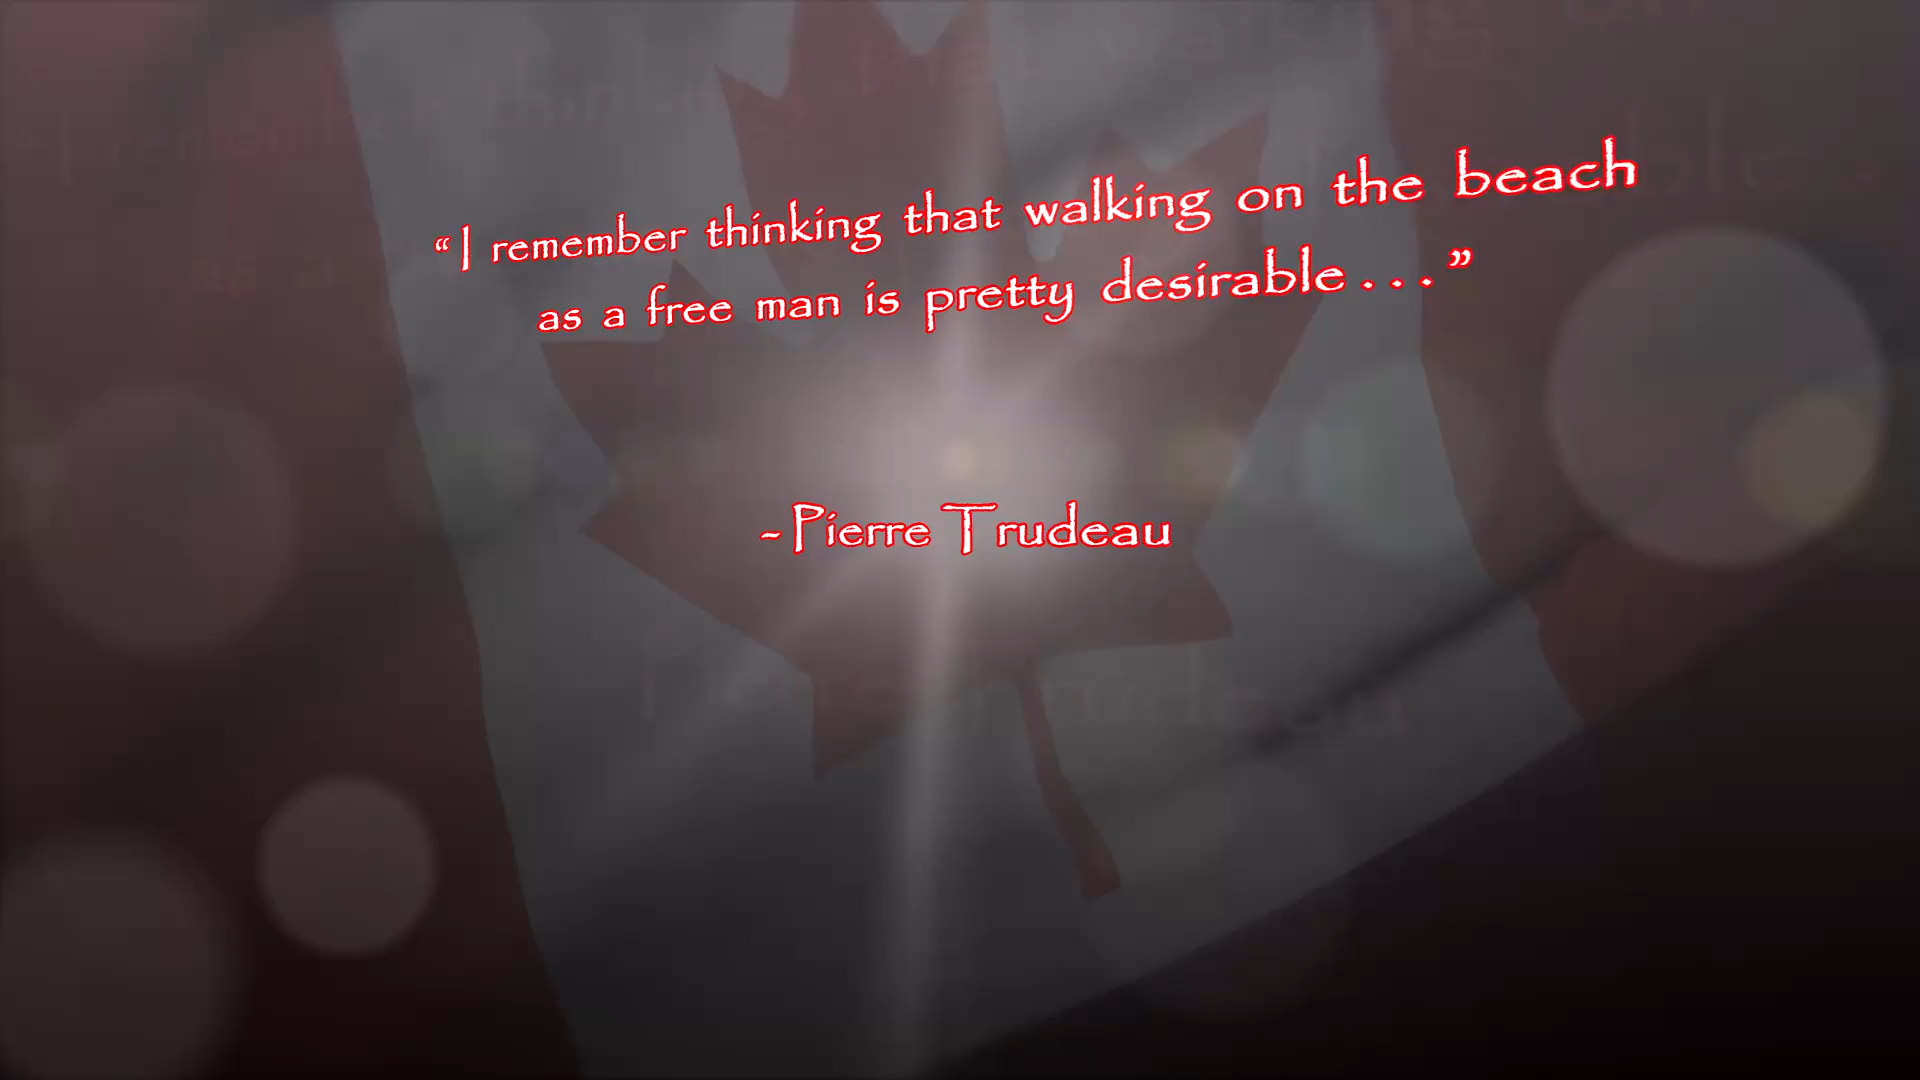 “I remember thinking that walking on the beach
as a free man is pretty desirable . . .”
- Pierre Trudeau